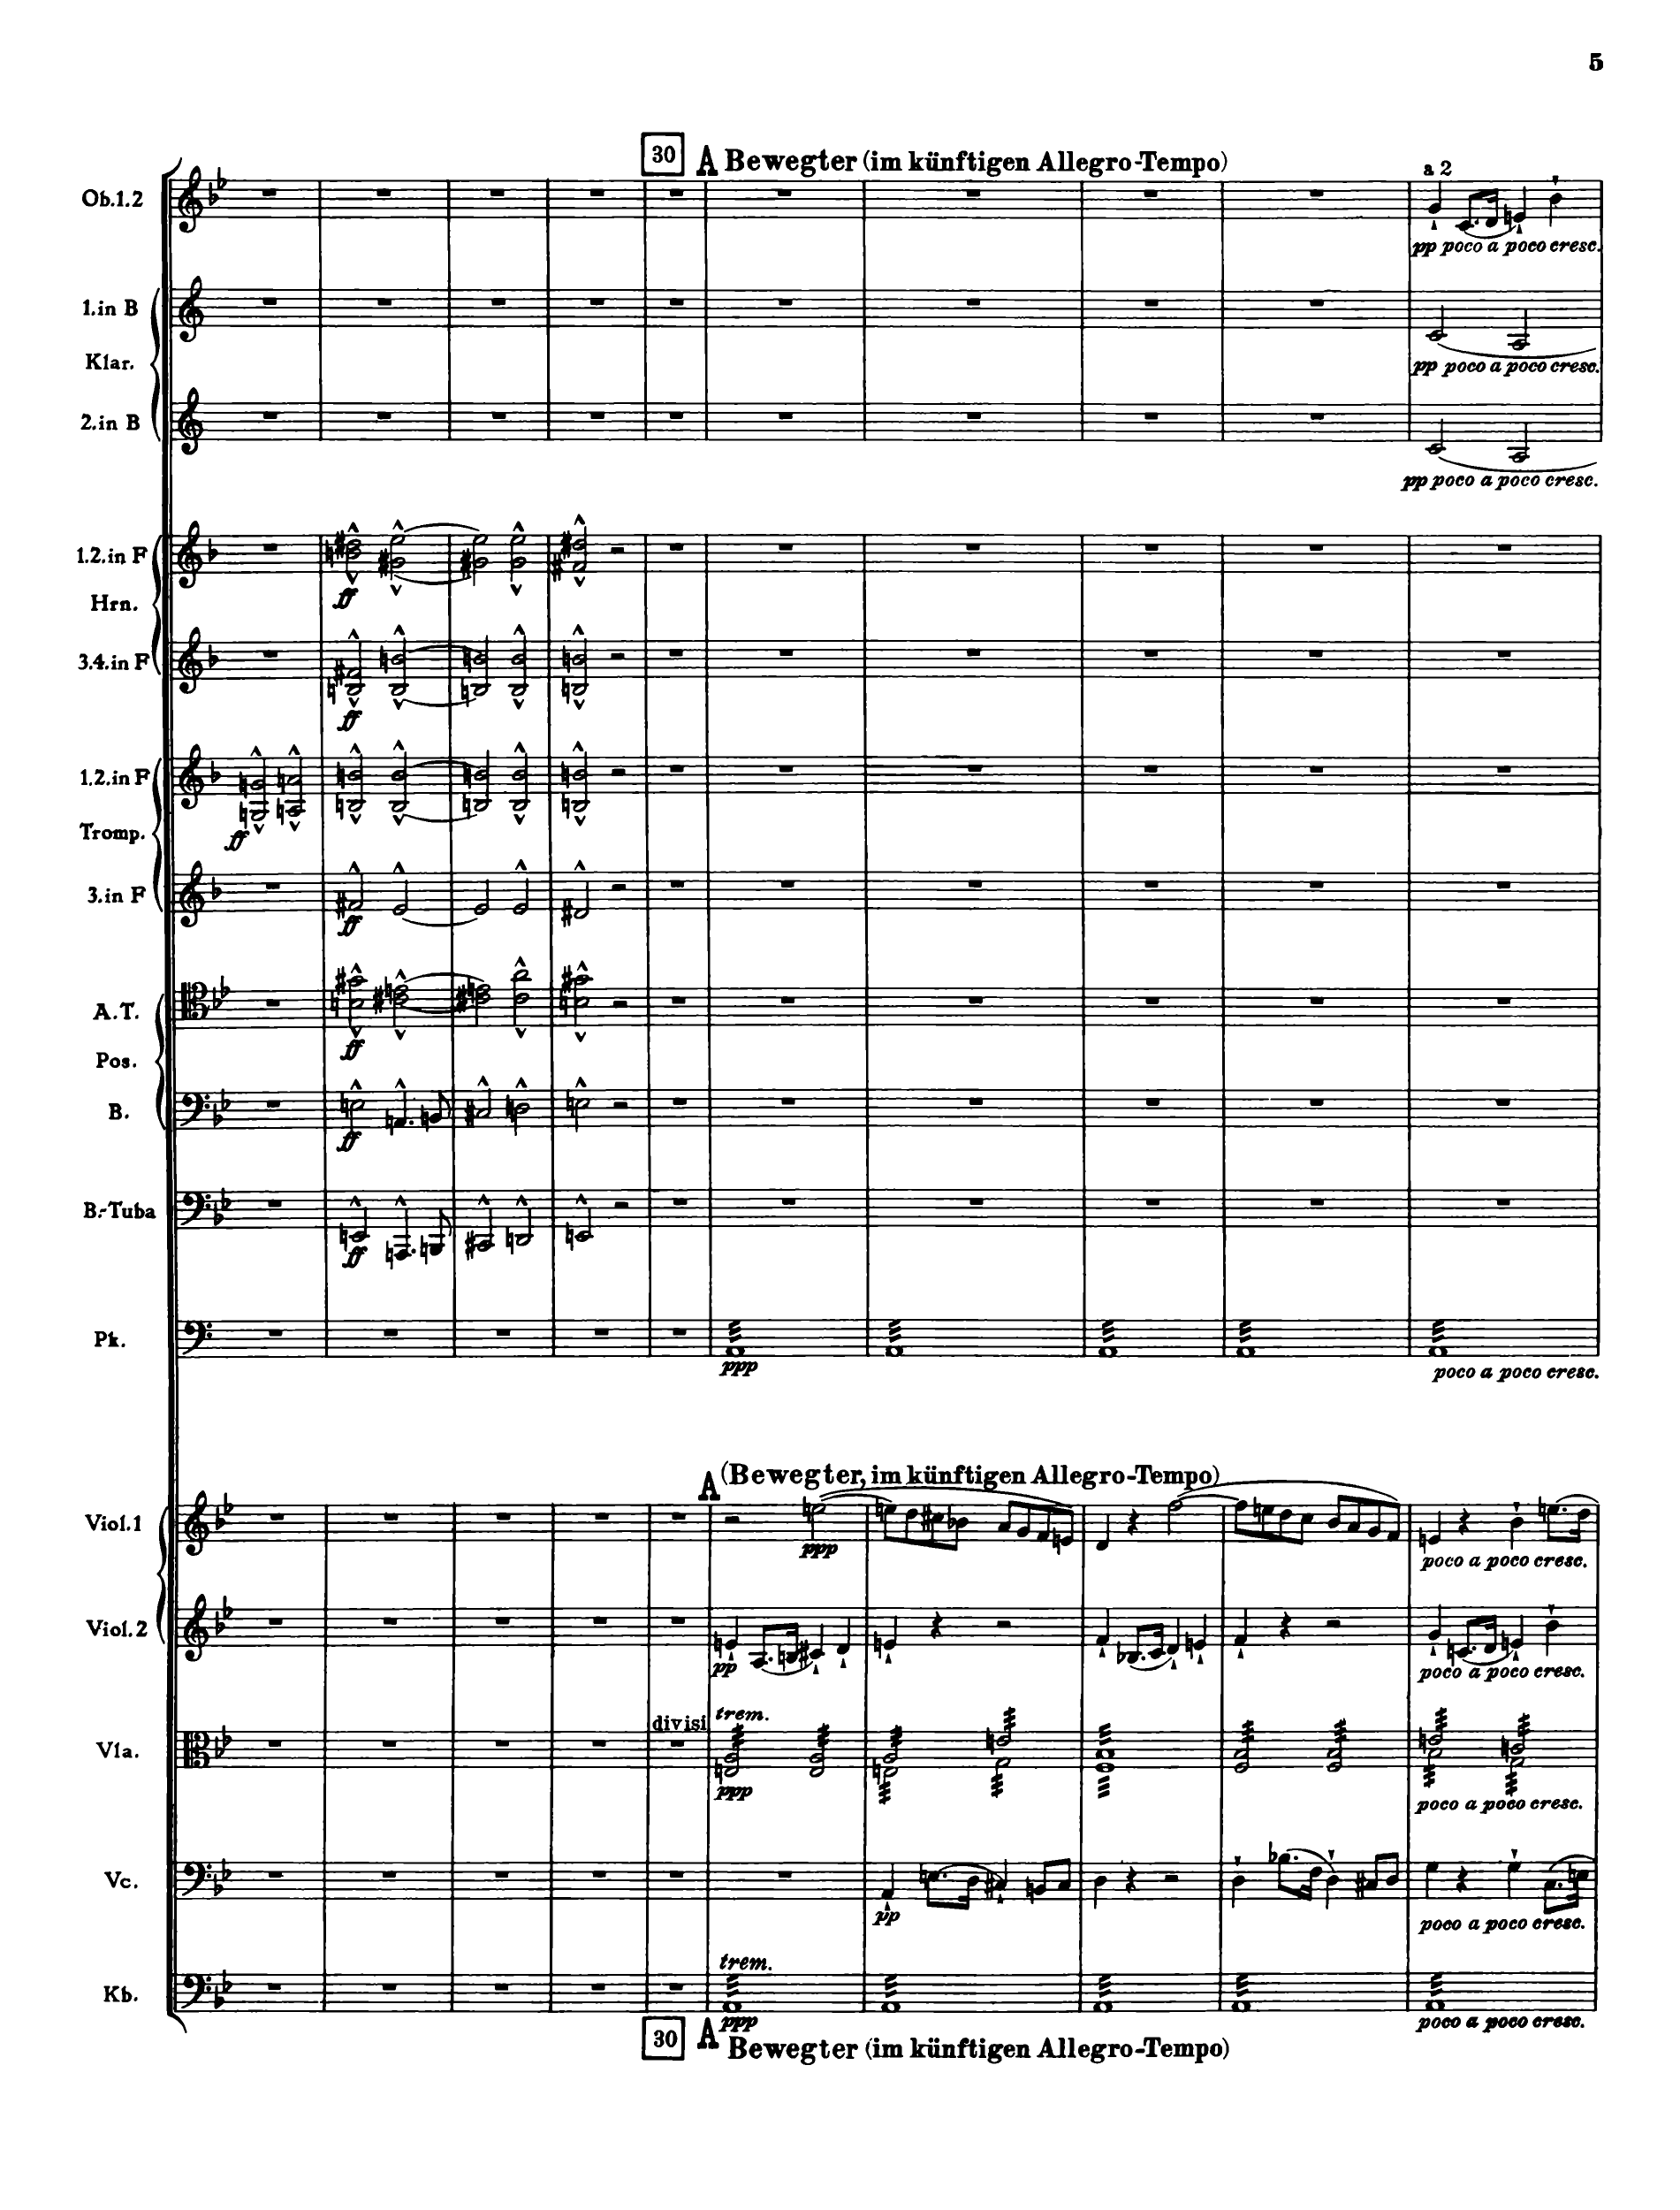 5
30 A Bewegter (im künftigen Allegro-Tempo)
a 2
Ob.1.2
pp poco a poco cresc.
1.in B
pp poco a poco cresc.
Klar.
2.in B
pp poco a poco cresc.
1.2.in F
ff
Hrn.
3.4.in F
ff
1.2.in F
ff
Tromp.
3.in F
ff
A.T.
ff
Pos.
B.
ff
B.-Tuba
ff
Pk.
ppp
poco a poco cresc.
A (Bewegter, im künftigen Allegro-Tempo)
Viol.1
ppp
poco a poco cresc.
Viol.2
pp
poco a poco cresc.
divisi trem.
Vla.
ppp
poco a poco cresc.
Vc.
pp
poco a poco cresc.
trem.
Kb.
ppp
poco a poco cresc.
30 A Bewegter (im künftigen Allegro-Tempo)